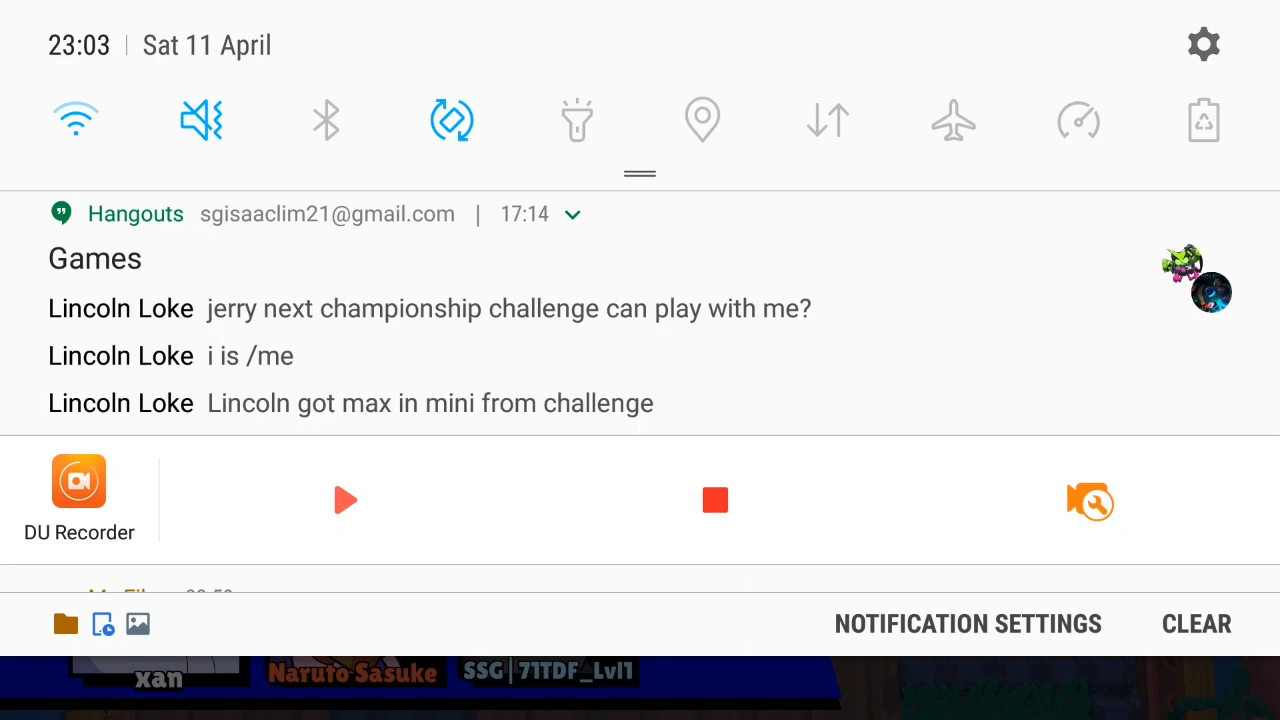 23:03 | Sat 11 April
Hangouts sgisaaclim21@gmail.com | 17:14
Games
Lincoln Loke jerry next championship challenge can play with me?
Lincoln Loke i is /me
Lincoln Loke Lincoln got max in mini from challenge
DU Recorder
NOTIFICATION SETTINGS CLEAR
xan Naruto Sasuke SSG|71TDF_Lvl1